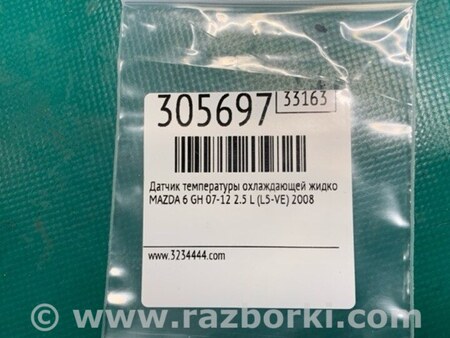 305697 33163
Датчик температуры охлаждающей жидко
MAZDA 6 GH 07-12 2.5 L (L5-VE) 2008
www.3234444.com
© www.razborki.com